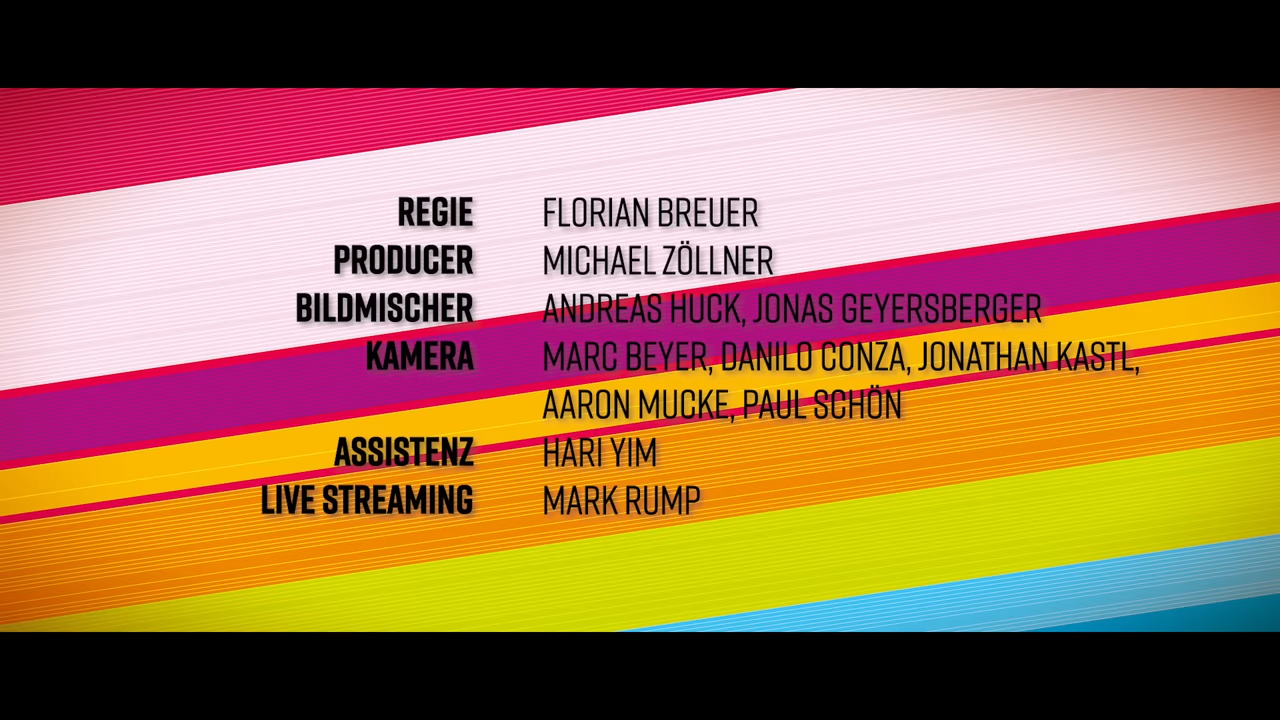 REGIE FLORIAN BREUER
PRODUCER MICHAEL ZÖLLNER
BILDMISCHER ANDREAS HUCK, JONAS GEYERSBERGER
KAMERA MARC BEYER, DANILO CONZA, JONATHAN KASTL,
AARON MUCKE, PAUL SCHÖN
ASSISTENZ HARI YIM
LIVE STREAMING MARK RUMP